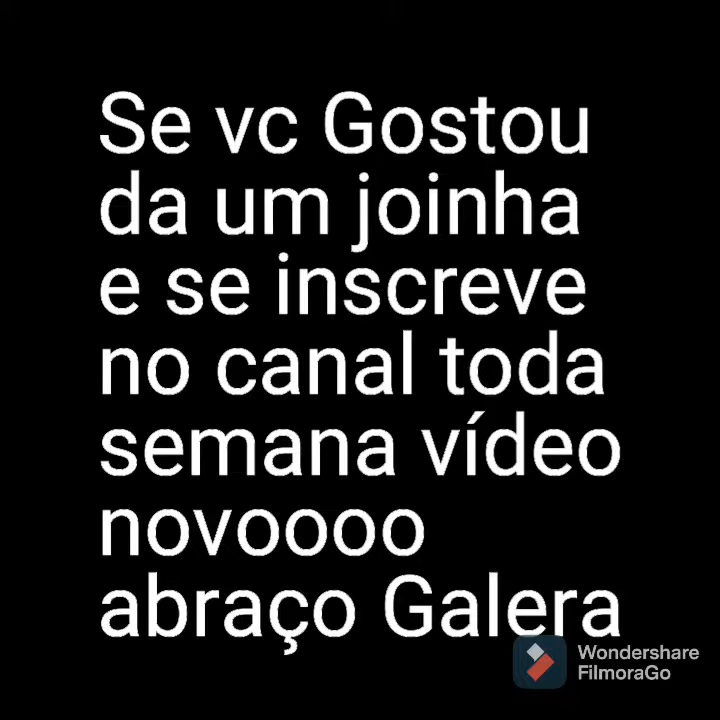 Se vc Gostou
da um joinha
e se inscreve
no canal toda
semana vídeo
novoooo
abraço Galera
Wondershare
FilmoraGo